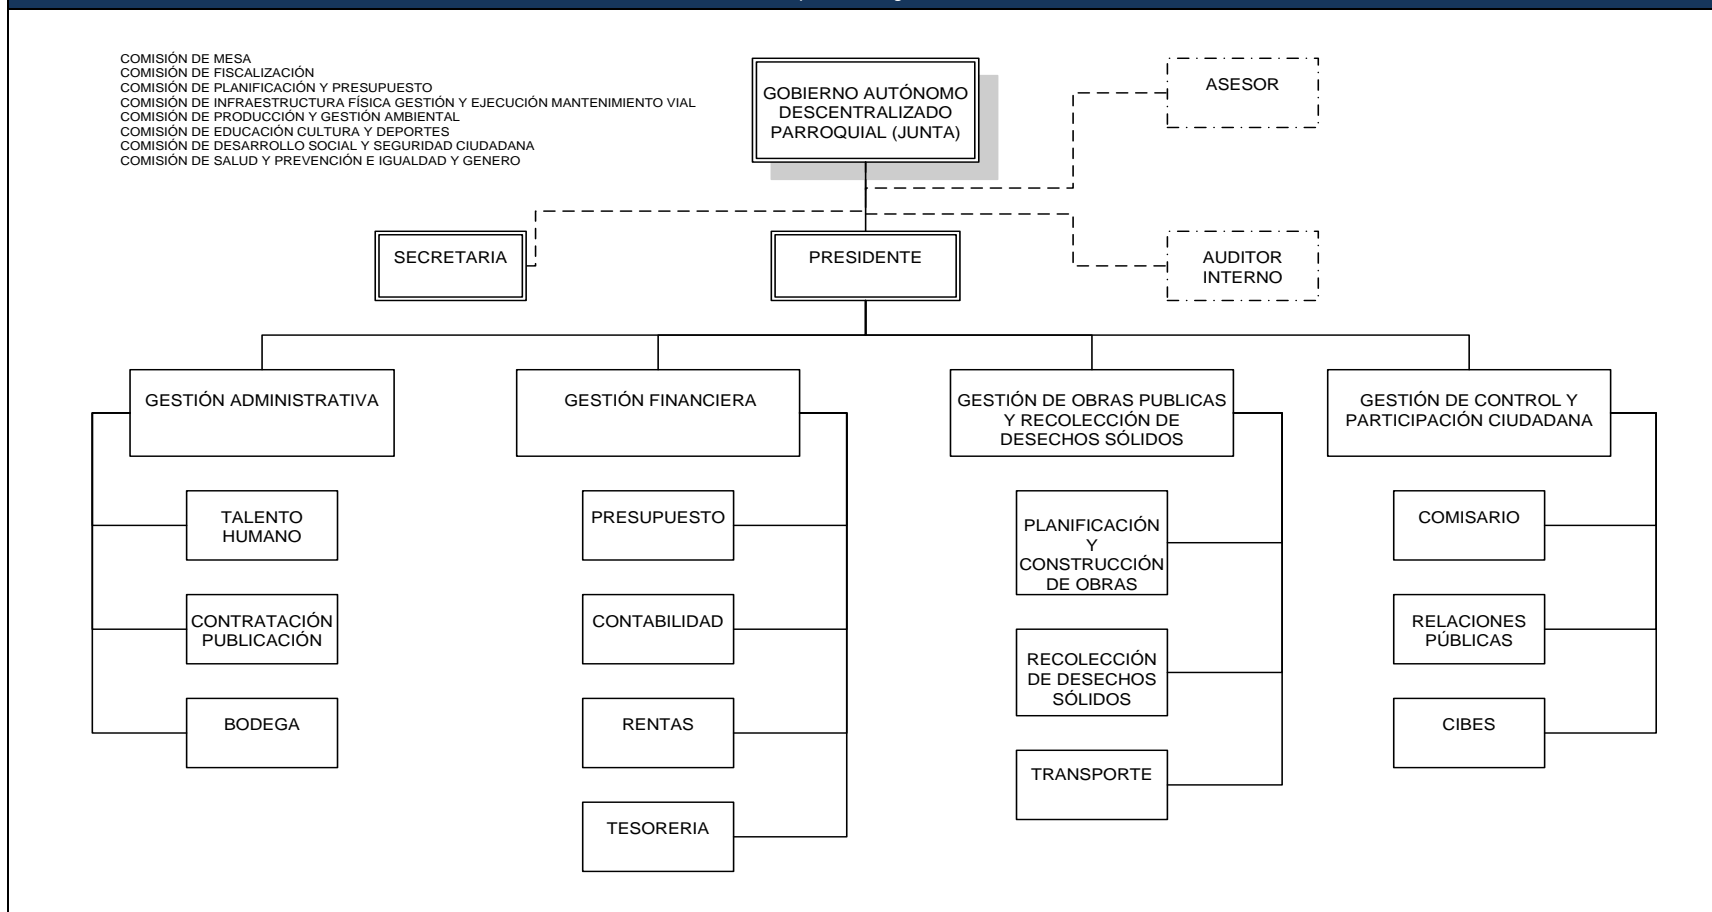 COMISIÓN DE MESA
COMISIÓN DE FISCALIZACIÓN
COMISIÓN DE PLANIFICACIÓN Y PRESUPUESTO
COMISIÓN DE INFRAESTRUCTURA FÍSICA GESTIÓN Y EJECUCIÓN MANTENIMIENTO VIAL
COMISIÓN DE PRODUCCIÓN Y GESTIÓN AMBIENTAL
COMISIÓN DE EDUCACIÓN CULTURA Y DEPORTES
COMISIÓN DE DESARROLLO SOCIAL Y SEGURIDAD CIUDADANA
COMISIÓN DE SALUD Y PREVENCIÓN E IGUALDAD Y GENERO
GOBIERNO AUTÓNOMO
DESCENTRALIZADO
PARROQUIAL (JUNTA)
ASESOR
SECRETARIA
PRESIDENTE
AUDITOR
INTERNO
GESTIÓN ADMINISTRATIVA
GESTIÓN FINANCIERA
GESTIÓN DE OBRAS PUBLICAS
Y RECOLECCIÓN DE
DESECHOS SÓLIDOS
GESTIÓN DE CONTROL Y
PARTICIPACIÓN CIUDADANA
TALENTO
HUMANO
CONTRATACIÓN
PUBLICACIÓN
BODEGA
PRESUPUESTO
CONTABILIDAD
RENTAS
TESORERIA
PLANIFICACIÓN
Y
CONSTRUCCIÓN
DE OBRAS
RECOLECCIÓN
DE DESECHOS
SÓLIDOS
TRANSPORTE
COMISARIO
RELACIONES
PÚBLICAS
CIBES